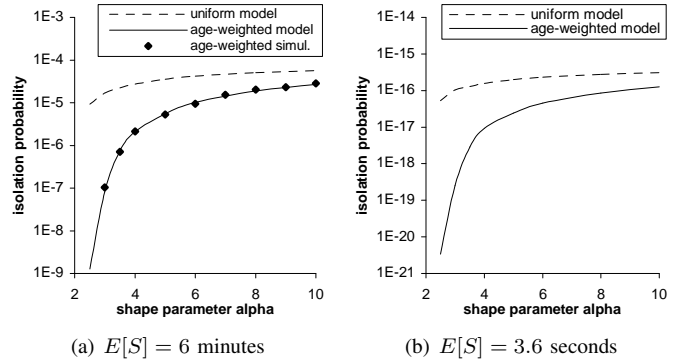 uniform model
age-weighted model
age-weighted simul.
1E-3
1E-4
1E-5
1E-6
1E-7
1E-8
1E-9
isolation probability
2 4 6 8 10
shape parameter alpha
(a) E[S] = 6 minutes
uniform model
age-weighted model
1E-14
1E-15
1E-16
1E-17
1E-18
1E-19
1E-20
1E-21
isolation probability
2 4 6 8 10
shape parameter alpha
(b) E[S] = 3.6 seconds